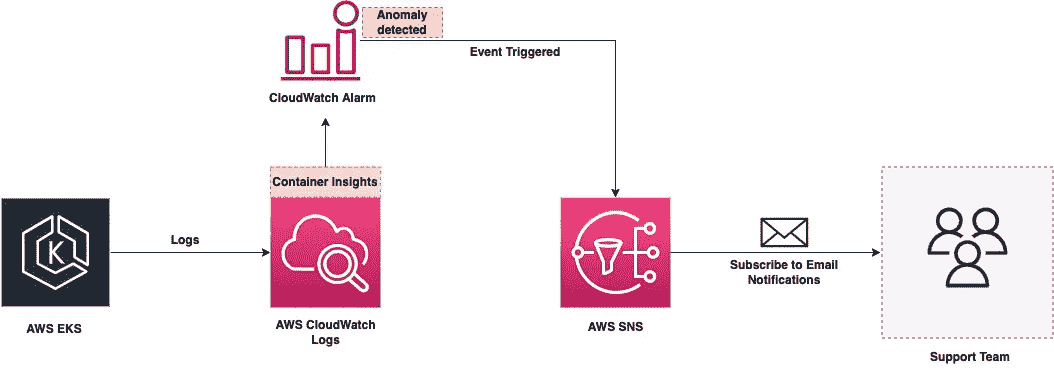 Anomaly
detected
Event Triggered
CloudWatch Alarm
Container Insights
Logs
K
AWS EKS
AWS CloudWatch
Logs
AWS SNS
Subscribe to Email
Notifications
Support Team